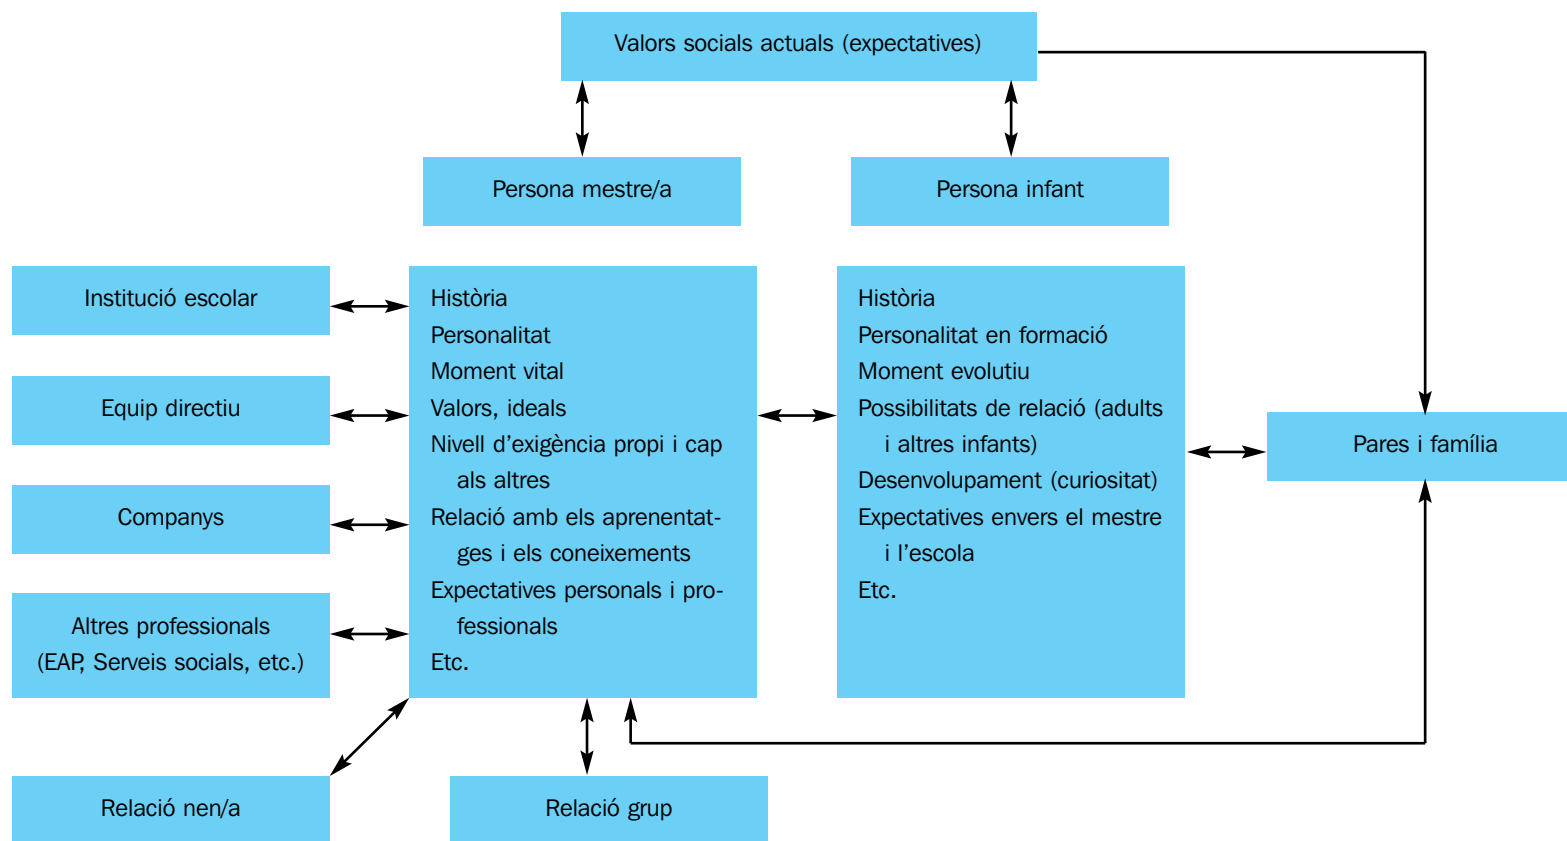 Valors socials actuals (expectatives)
Persona mestre/a
Persona infant
Institució escolar
Equip directiu
Companys
Altres professionals
(EAP, Serveis socials, etc.)
História
Personalitat
Moment vital
Valors, ideals
Nivell d’exigència propi i cap
als altres
Relació amb els aprenentat-
ges i els coneixements
Expectatives personals i pro-
fessionals
Etc.
Història
Personalitat en formació
Moment evolutiu
Possibilitats de relació (adults
i altres infants)
Desenvolupament (curiositat)
Expectatives envers el mestre
i l’escola
Etc.
Pares i família
Relació nen/a
Relació grup